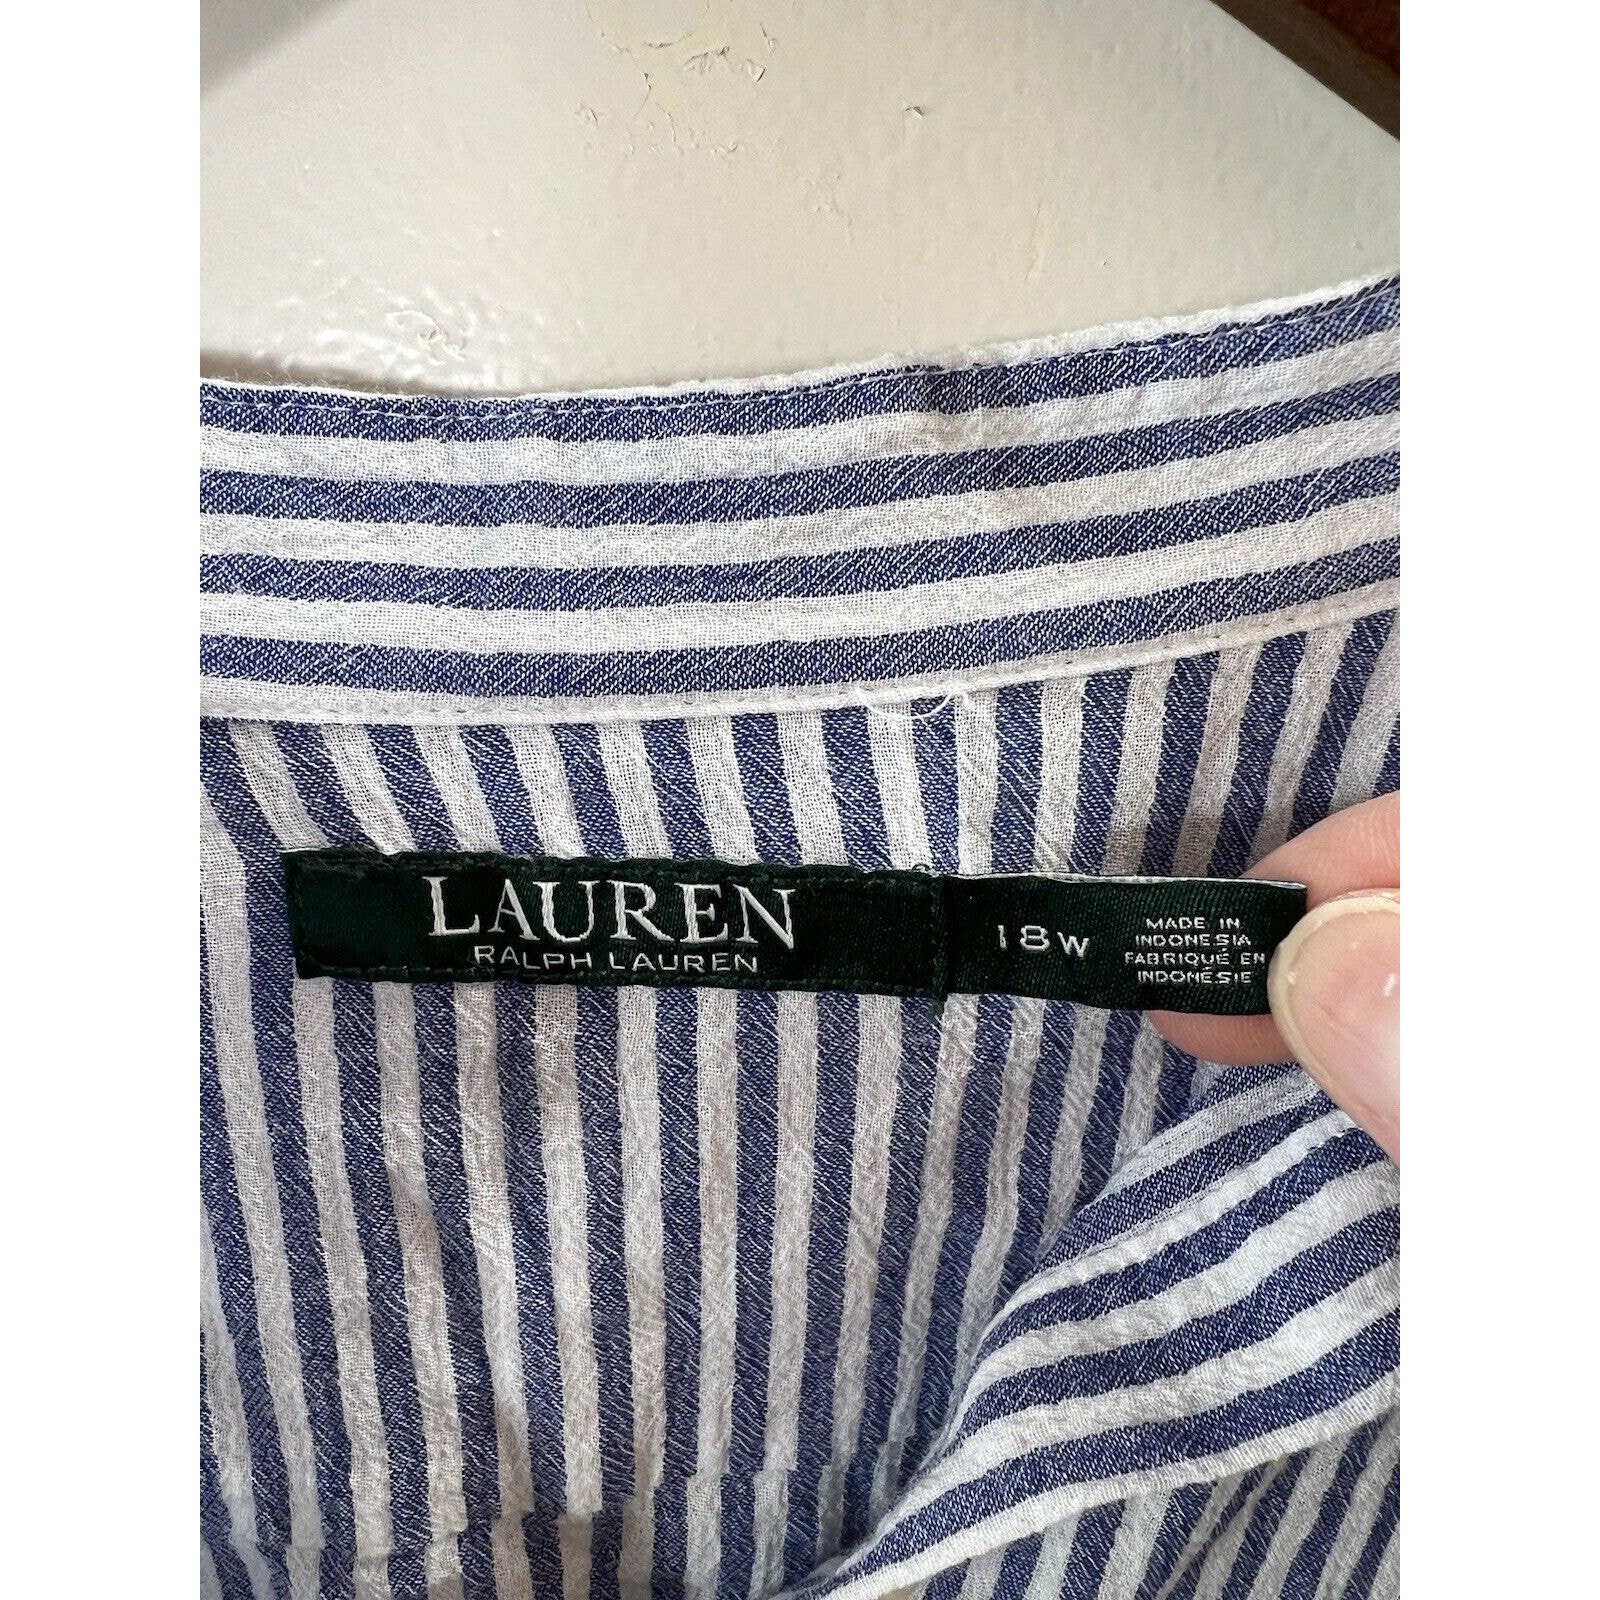 LAUREN
RALPH LAUREN
18W
MADE IN
INDONESIA
FABRIQUÉ EN
INDONÉSIE